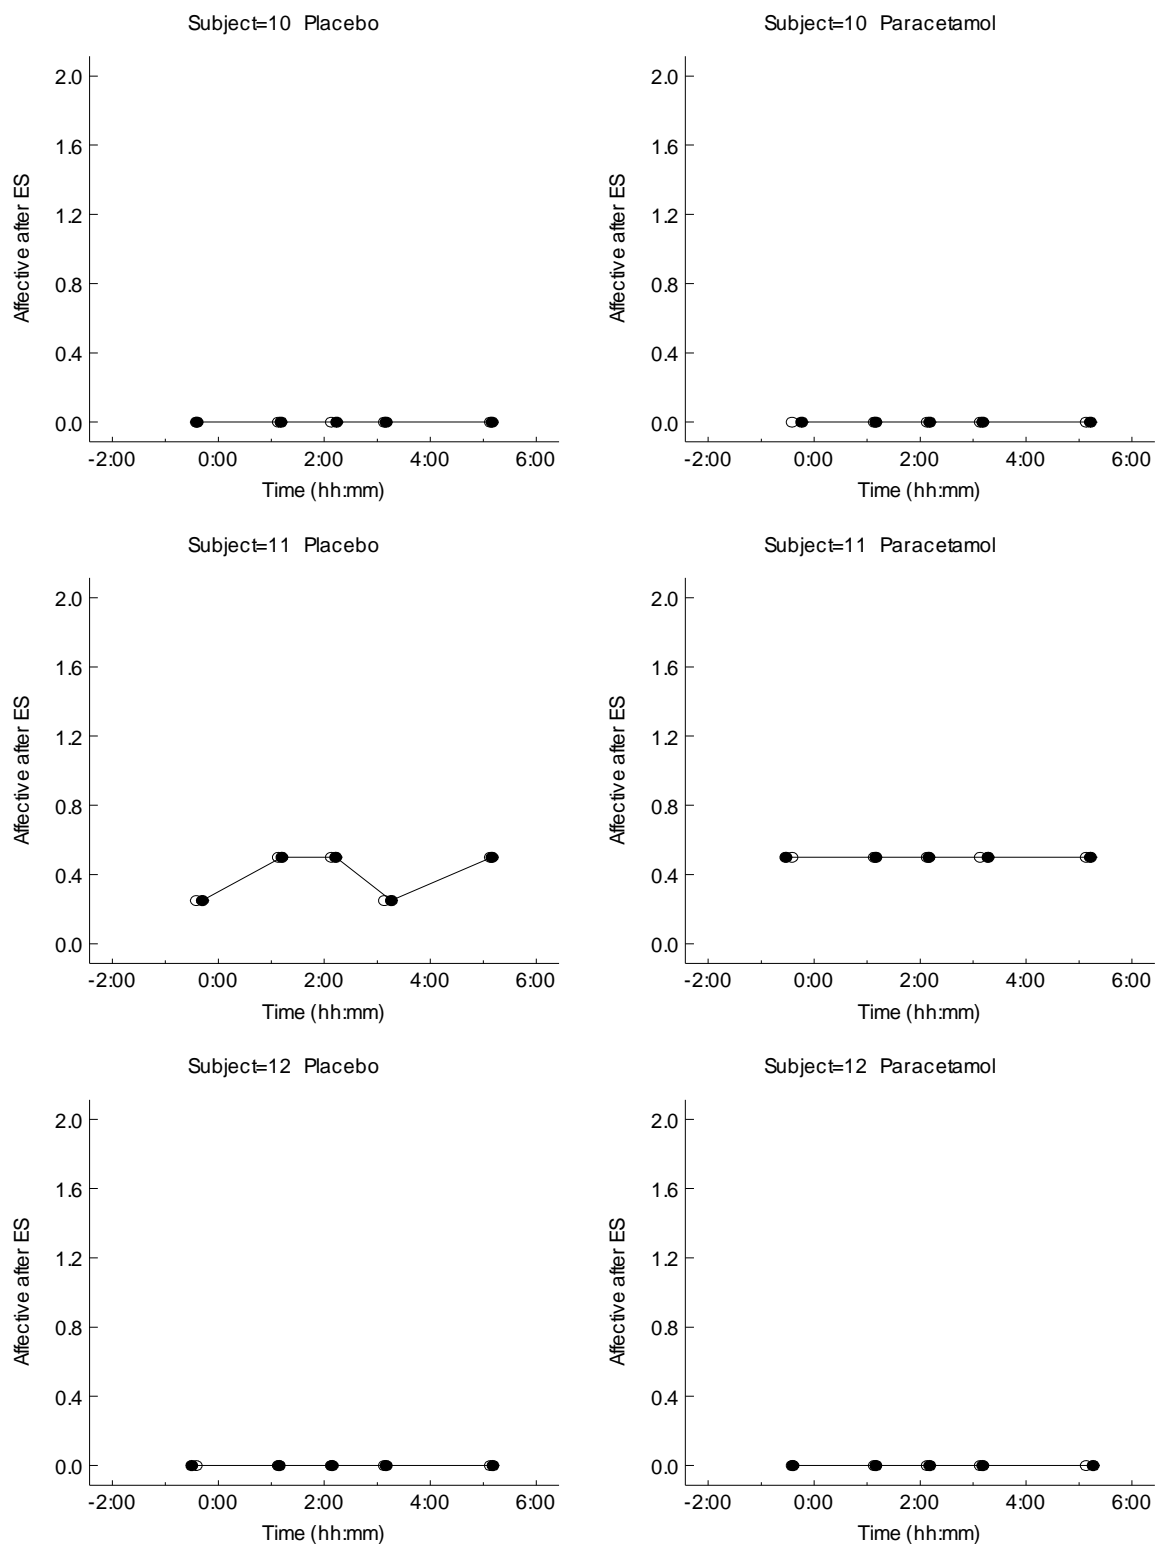 Subject=10 Placebo
Subject=10 Paracetamol
2.0
1.6
1.2
0.8
0.4
0.0
Affective after ES
-2:00 0:00 2:00 4:00 6:00
Time (hh:mm)
2.0
1.6
1.2
0.8
0.4
0.0
Affective after ES
-2:00 0:00 2:00 4:00 6:00
Time (hh:mm)
Subject=11 Placebo
Subject=11 Paracetamol
2.0
1.6
1.2
0.8
0.4
0.0
Affective after ES
-2:00 0:00 2:00 4:00 6:00
Time (hh:mm)
2.0
1.6
1.2
0.8
0.4
0.0
Affective after ES
-2:00 0:00 2:00 4:00 6:00
Time (hh:mm)
Subject=12 Placebo
Subject=12 Paracetamol
2.0
1.6
1.2
0.8
0.4
0.0
Affective after ES
-2:00 0:00 2:00 4:00 6:00
Time (hh:mm)
2.0
1.6
1.2
0.8
0.4
0.0
Affective after ES
-2:00 0:00 2:00 4:00 6:00
Time (hh:mm)